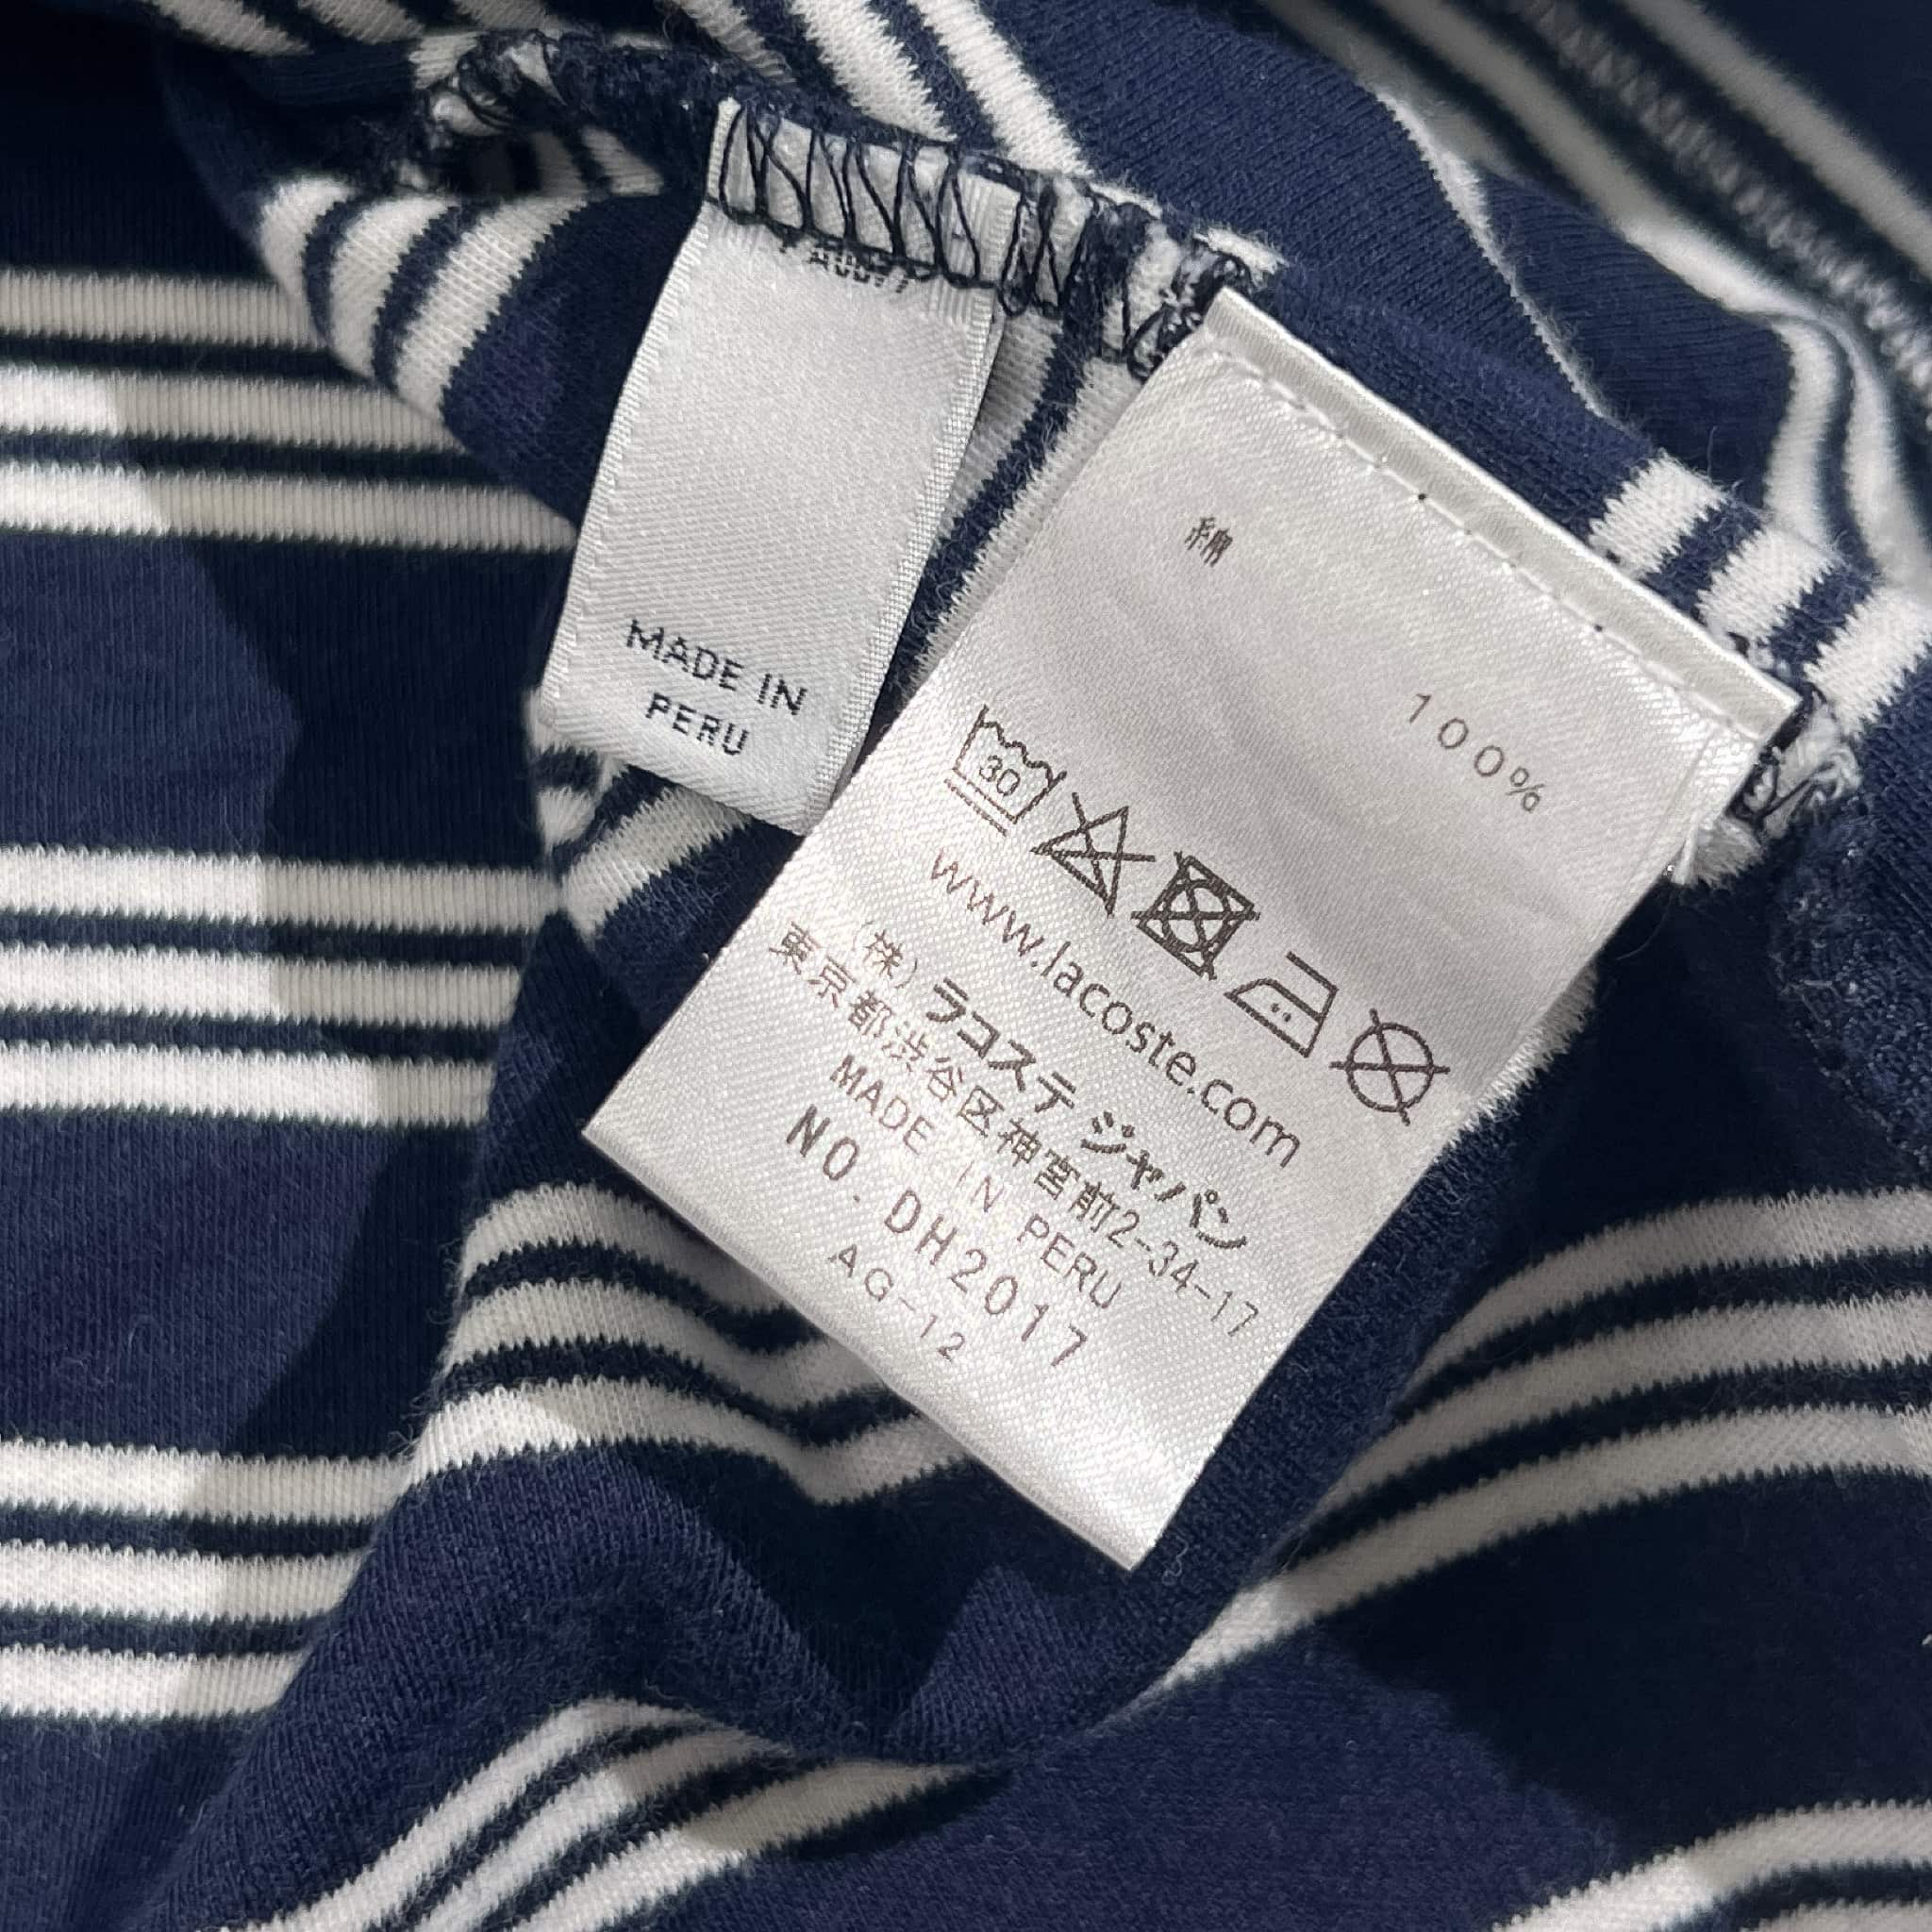 MADE IN
PERU
綿 100%
30
www.lacoste.com
(株) ラコステ ジャパン
東京都渋谷区神宮前2-34-17
MADE IN PERU
NO. DH2017
AG-12